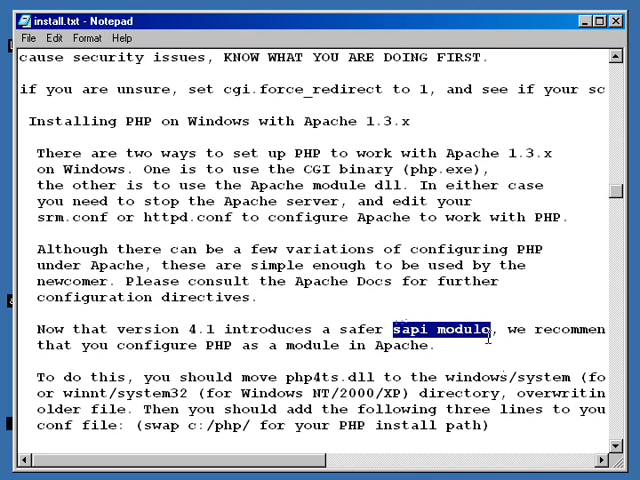 install.txt - Notepad
File Edit Format Help
cause security issues, KNOW WHAT YOU ARE DOING FIRST.
if you are unsure, set cgi.force_redirect to 1, and see if your sc
Installing PHP on Windows with Apache 1.3.x
There are two ways to set up PHP to work with Apache 1.3.x
on Windows. One is to use the CGI binary (php.exe),
the other is to use the Apache module dll. In either case
you need to stop the Apache server, and edit your
srm.conf or httpd.conf to configure Apache to work with PHP.
Although there can be a few variations of configuring PHP
under Apache, these are simple enough to be used by the
newcomer. Please consult the Apache Docs for further
configuration directives.
Now that version 4.1 introduces a safer sapi module, we recommen
that you configure PHP as a module in Apache.
To do this, you should move php4ts.dll to the windows/system (fo
or winnt/system32 (for Windows NT/2000/XP) directory, overwritin
older file. Then you should add the following three lines to you
conf file: (swap c:/php/ for your PHP install path)